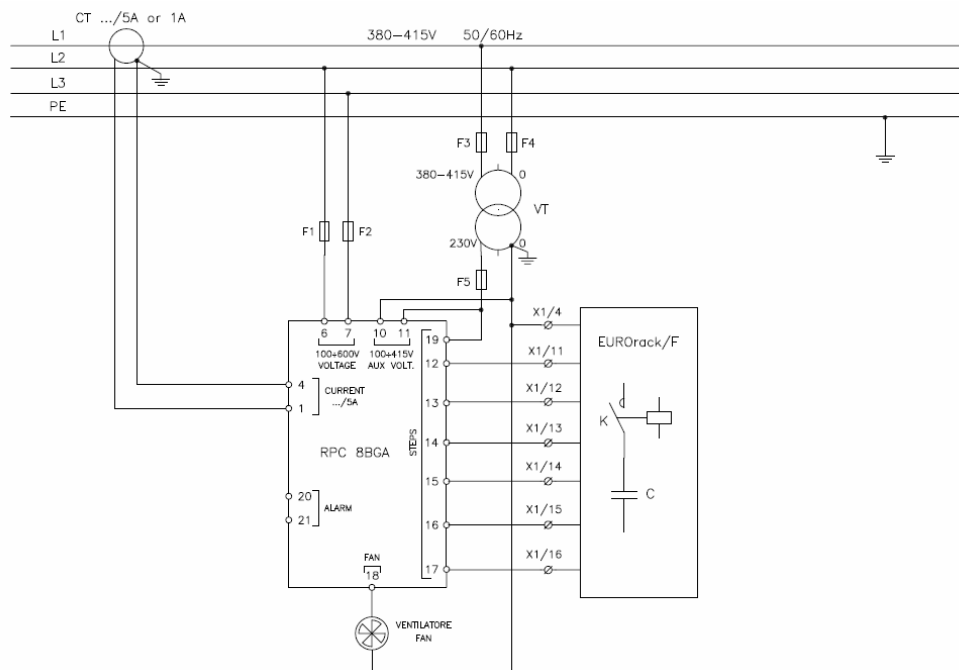 CT .../5A or 1A
L1 380-415V 50/60Hz
L2
L3
PE
F3 F4
380-415V 0
VT
F1 F2
230V 0
F5
X1/4
6 7 10 11
19
EUROrack/F
100÷600V 100÷415V
VOLTAGE AUX VOLT.
X1/11
12
4
CURRENT
.../5A
1
X1/12
13
K
X1/13
STEPS
14
RPC 8BGA
X1/14
15
C
20
ALARM
21
X1/15
16
X1/16
17
FAN
18
VENTILATORE
FAN